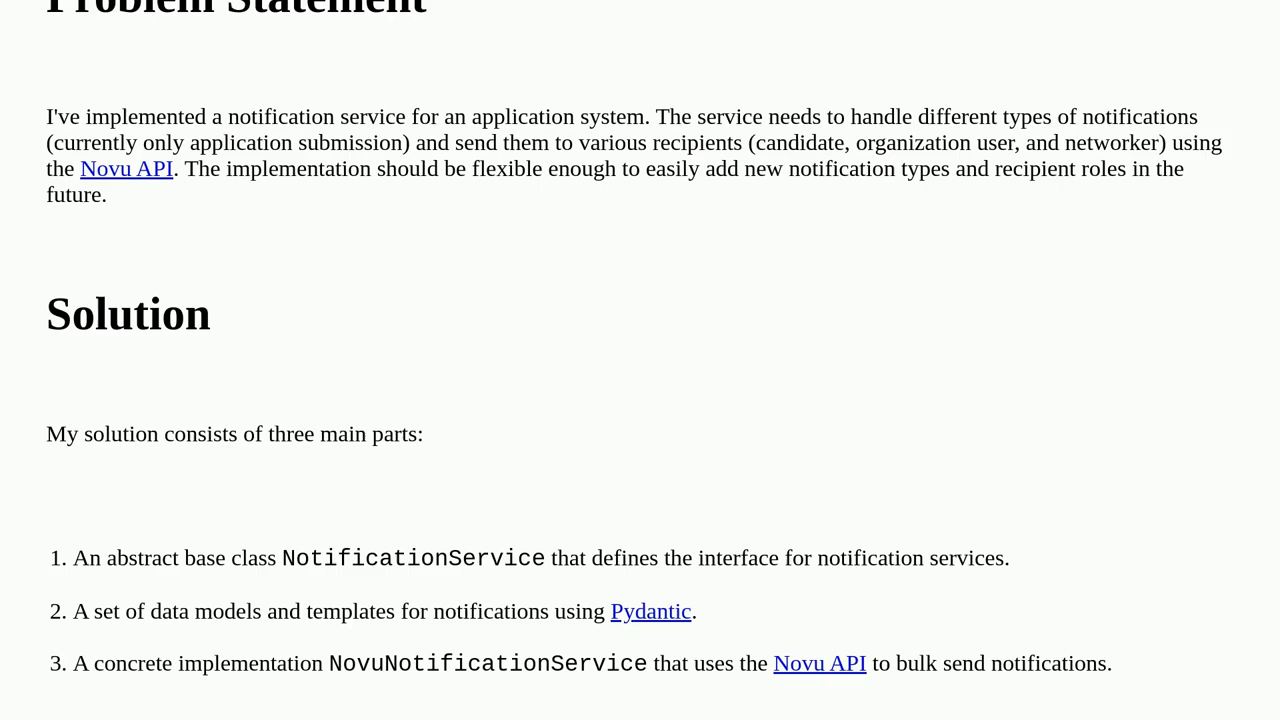 Problem Statement
I've implemented a notification service for an application system. The service needs to handle different types of notifications
(currently only application submission) and send them to various recipients (candidate, organization user, and networker) using
the Novu API. The implementation should be flexible enough to easily add new notification types and recipient roles in the
future.
Solution
My solution consists of three main parts:
1. An abstract base class NotificationService that defines the interface for notification services.
2. A set of data models and templates for notifications using Pydantic.
3. A concrete implementation NovuNotificationService that uses the Novu API to bulk send notifications.